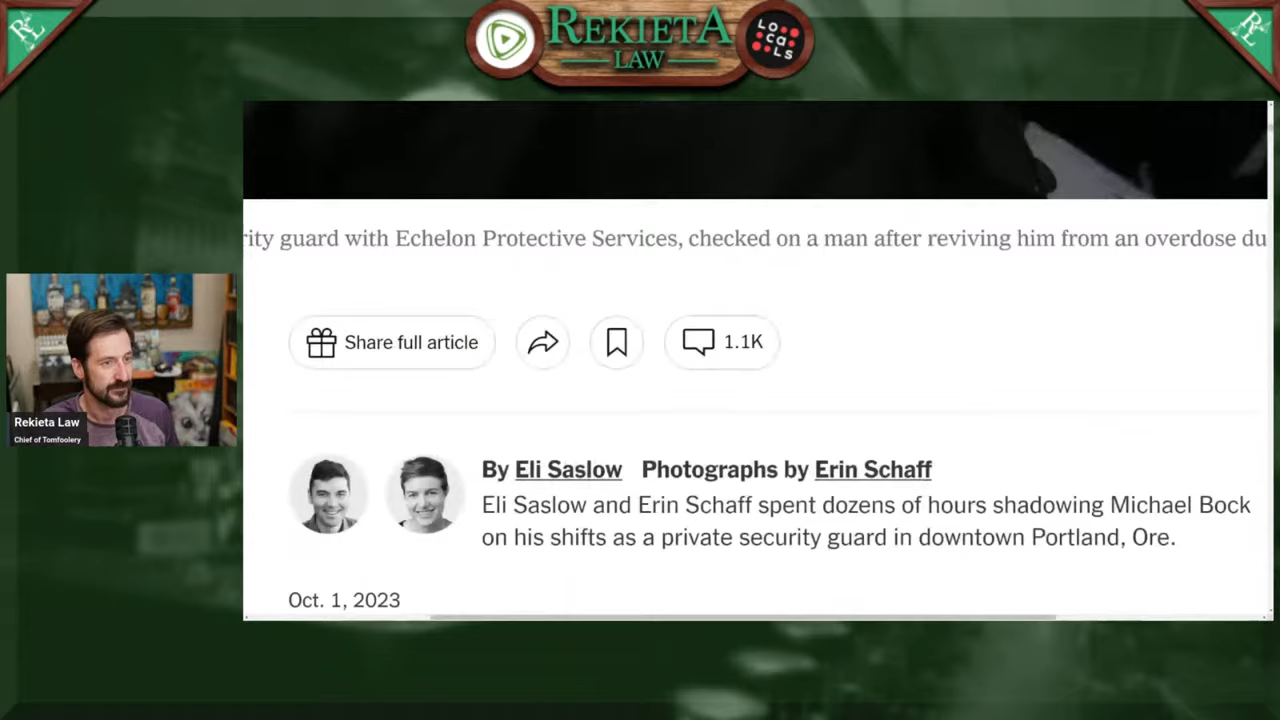 REKIETA
LAW
LOCALS
RL
RL
rity guard with Echelon Protective Services, checked on a man after reviving him from an overdose du
Share full article
1.1K
By Eli Saslow Photographs by Erin Schaff
Eli Saslow and Erin Schaff spent dozens of hours shadowing Michael Bock
on his shifts as a private security guard in downtown Portland, Ore.
Oct. 1, 2023
Rekieta Law
Chief of Tomfoolery